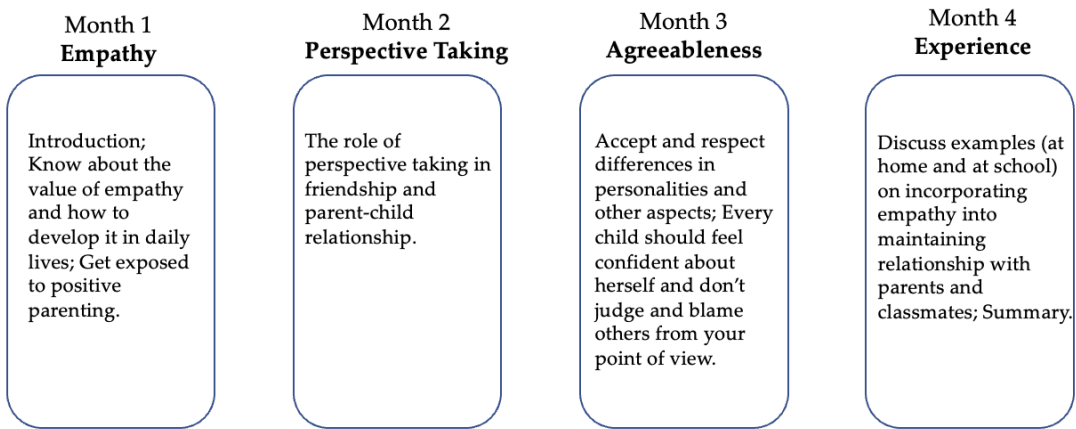 Month 1
Empathy
Introduction;
Know about the
value of empathy
and how to
develop it in daily
lives; Get exposed
to positive
parenting.
Month 2
Perspective Taking
The role of
perspective taking in
friendship and
parent-child
relationship.
Month 3
Agreeableness
Accept and respect
differences in
personalities and
other aspects; Every
child should feel
confident about
herself and don't
judge and blame
others from your
point of view.
Month 4
Experience
Discuss examples (at
home and at school)
on incorporating
empathy into
maintaining
relationship with
parents and
classmates; Summary.